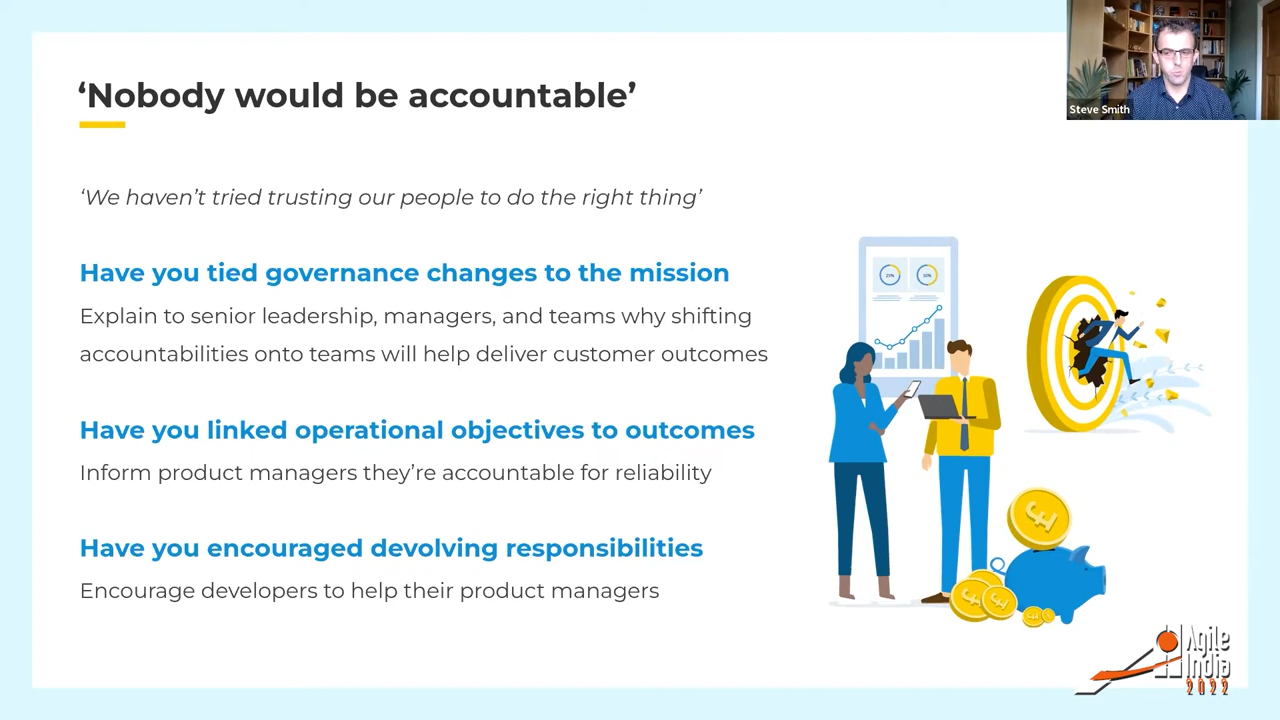 ‘Nobody would be accountable’
Steve Smith
‘We haven’t tried trusting our people to do the right thing’
Have you tied governance changes to the mission
Explain to senior leadership, managers, and teams why shifting
accountabilities onto teams will help deliver customer outcomes
Have you linked operational objectives to outcomes
Inform product managers they’re accountable for reliability
Have you encouraged devolving responsibilities
Encourage developers to help their product managers
£
£
£
Agile
India
2022